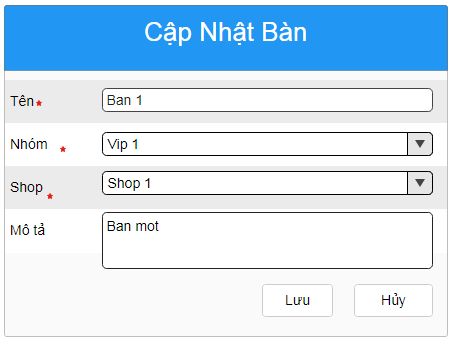 Cập Nhật Bàn
Tên * Ban 1
Nhóm * Vip 1
Shop * Shop 1
Mô tả Ban mot
Lưu Hủy